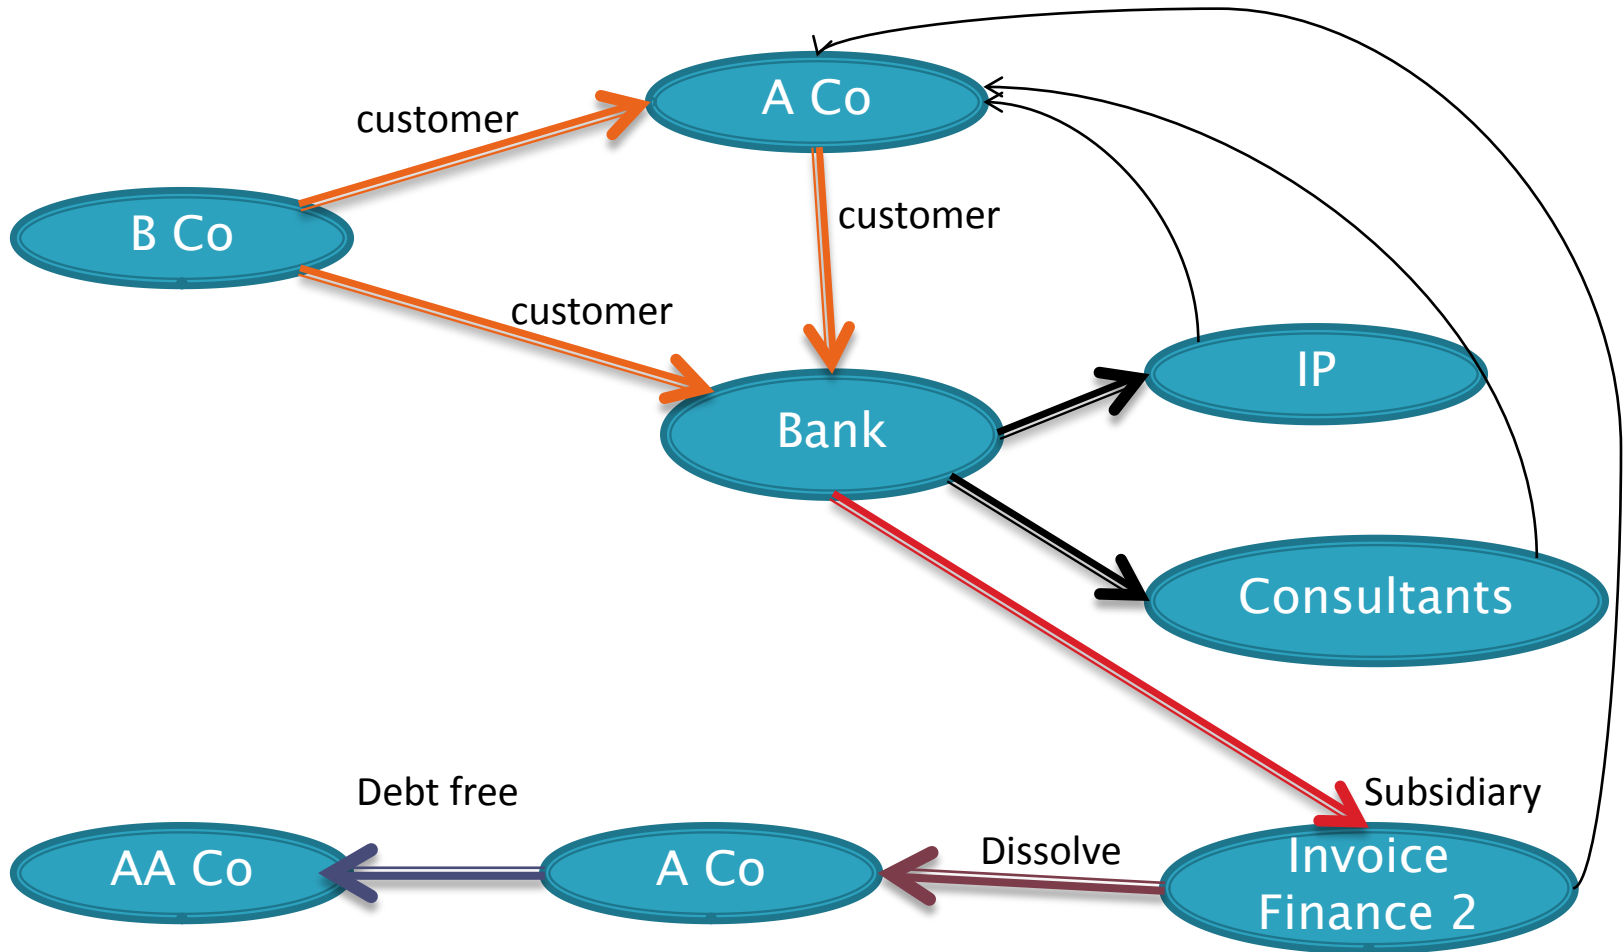 A Co
customer
customer
B Co
customer
IP
Bank
Consultants
Debt free
Subsidiary
Dissolve
AA Co
A Co
Invoice
Finance 2